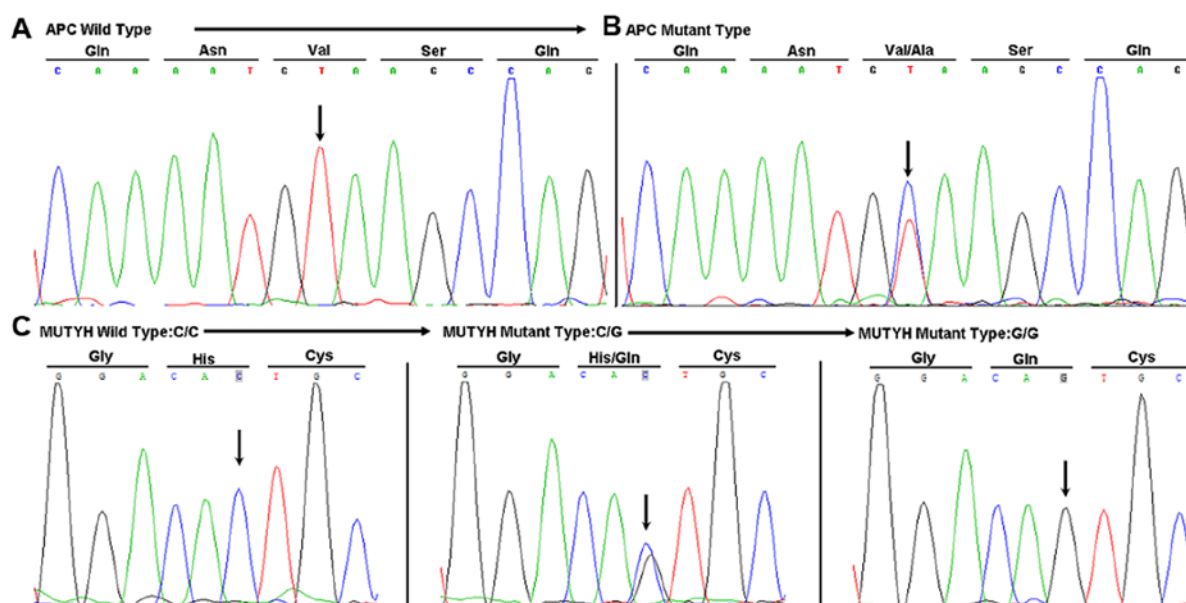 A APC Wild Type
Gln Asn Val Ser Gln
C A A A A T G T A A G C C A G
B APC Mutant Type
Gln Asn Val/Ala Ser Gln
C A A A A T G T A A G C C A G
C MUTYH Wild Type:C/C
Gly His Cys
G G A C A C T G C
MUTYH Mutant Type:C/G
Gly His/Gln Cys
G G A C A C T G C
MUTYH Mutant Type:G/G
Gly Gln Cys
G G A C A G T G C